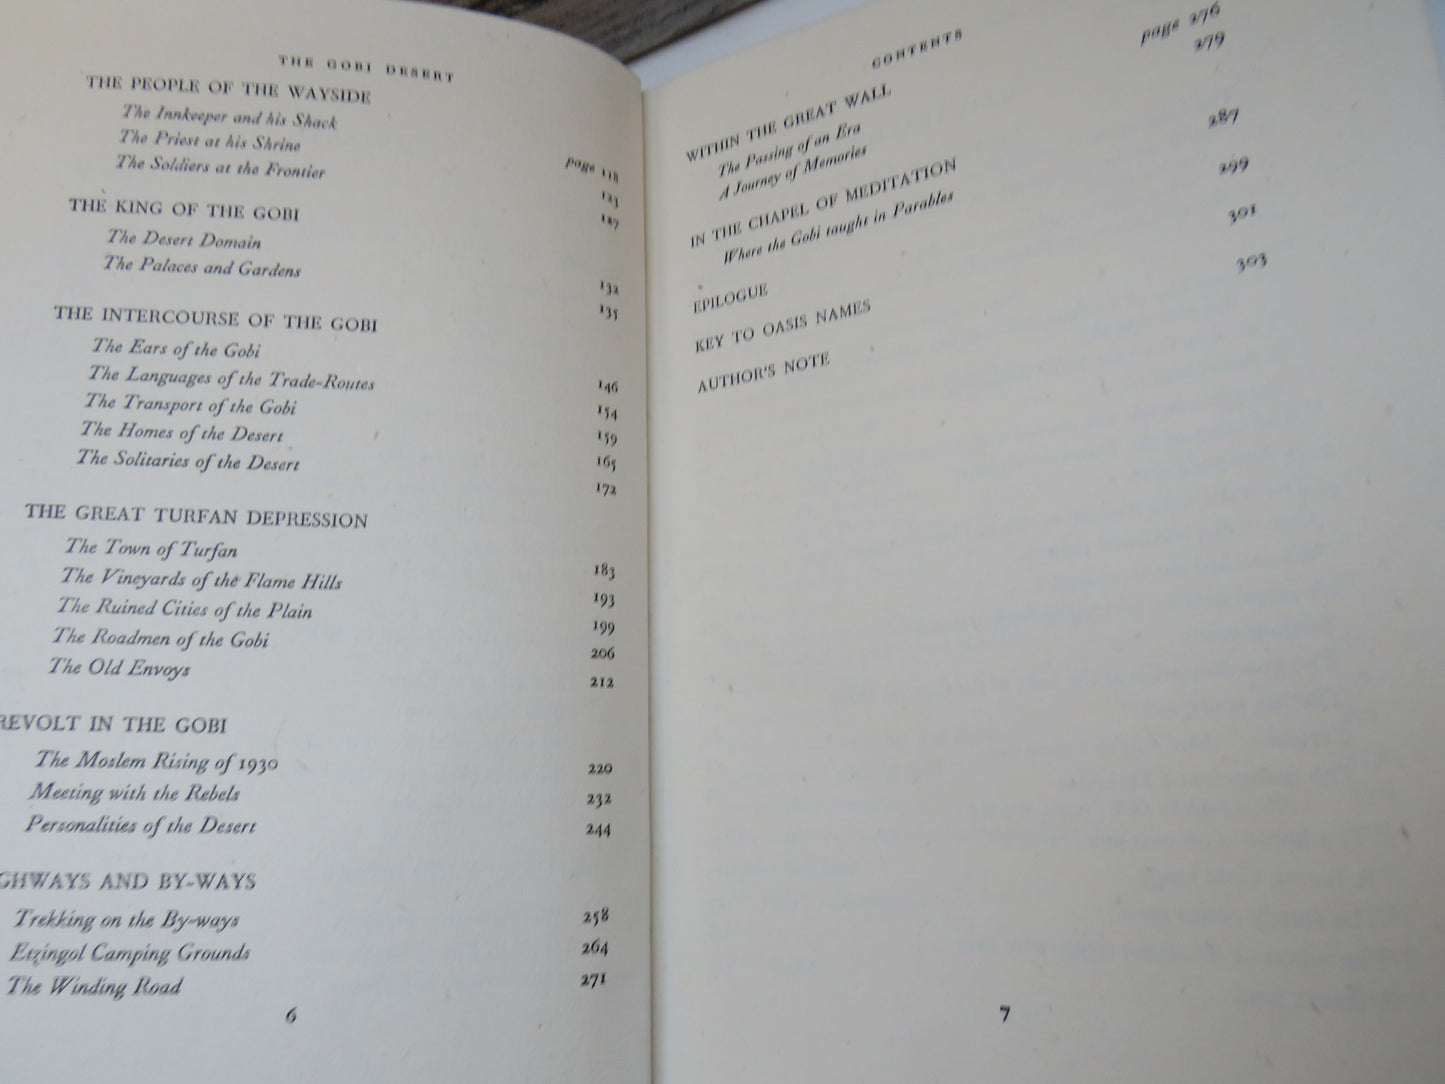 THE GOBI DESERT
THE PEOPLE OF THE WAYSIDE
The Innkeeper and his Shack page 118
The Priest at his Shrine 123
The Soldiers at the Frontier 127
THE KING OF THE GOBI
The Desert Domain 132
The Palaces and Gardens 135
THE INTERCOURSE OF THE GOBI
The Ears of the Gobi 146
The Languages of the Trade-Routes 154
The Transport of the Gobi 159
The Homes of the Desert 165
The Solitaries of the Desert 172
THE GREAT TURFAN DEPRESSION
The Town of Turfan 183
The Vineyards of the Flame Hills 193
The Ruined Cities of the Plain 199
The Roadmen of the Gobi 206
The Old Envoys 212
REVOLT IN THE GOBI
The Moslem Rising of 1930 220
Meeting with the Rebels 232
Personalities of the Desert 244
GHWAYS AND BY-WAYS
Trekking on the By-ways 258
Etzingol Camping Grounds 264
The Winding Road 271
6
CONTENTS
WITHIN THE GREAT WALL
The Passing of an Era page 276
A Journey of Memories 279
IN THE CHAPEL OF MEDITATION
Where the Gobi taught in Parables 287
EPILOGUE 299
KEY TO OASIS NAMES 301
AUTHOR'S NOTE 303
7